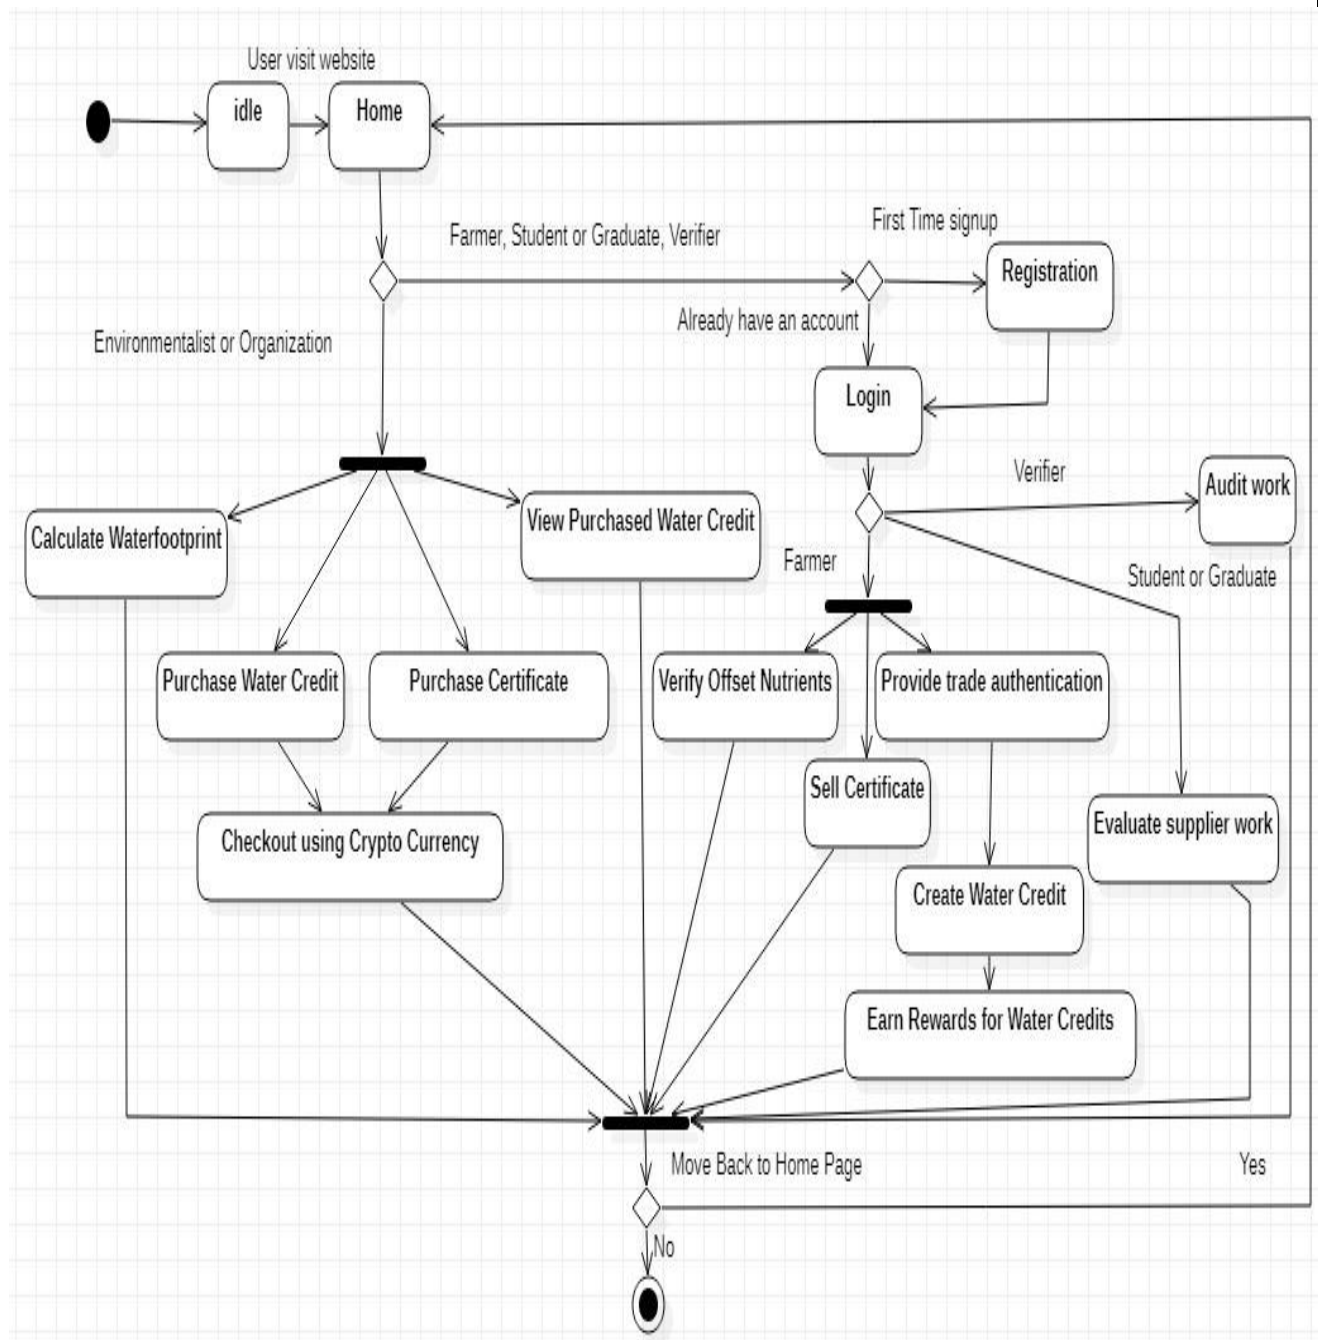 User visit website
idle
Home
Farmer, Student or Graduate, Verifier
First Time signup
Registration
Already have an account
Environmentalist or Organization
Login
Verifier
Audit work
View Purchased Water Credit
Calculate Waterfootprint
Farmer
Student or Graduate
Purchase Water Credit
Purchase Certificate
Verify Offset Nutrients
Provide trade authentication
Sell Certificate
Evaluate supplier work
Checkout using Crypto Currency
Create Water Credit
Earn Rewards for Water Credits
Move Back to Home Page
Yes
No